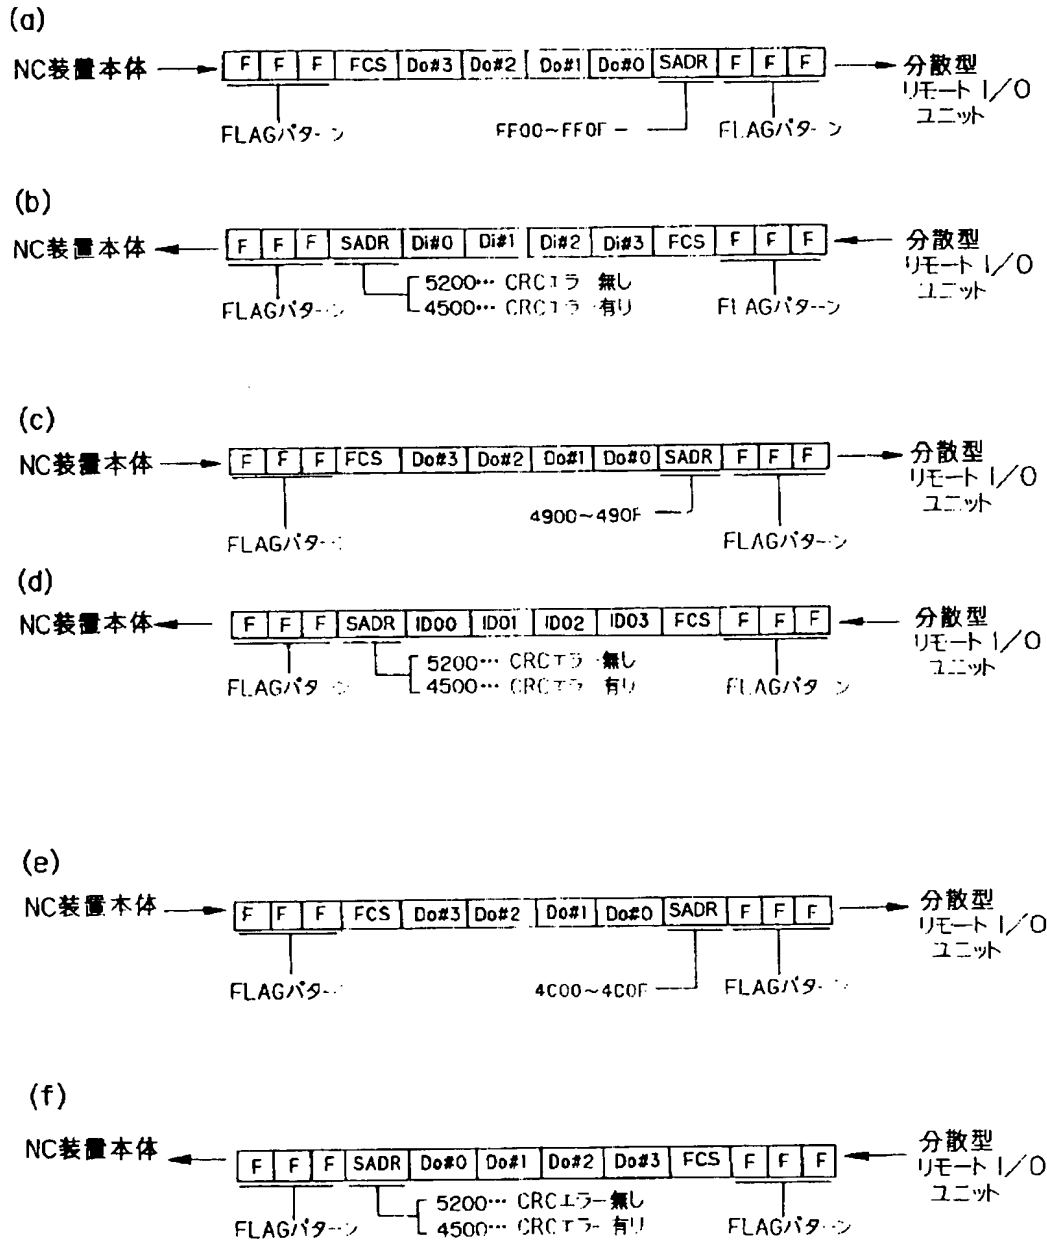 (a)
NC装置本体 F F F FCS Do#3 Do#2 Do#1 Do#0 SADR F F F 分散型
リモート I/O
ユニット
FLAGパターン FF00~FF0F FLAGパターン
(b)
NC装置本体 F F F SADR Di#0 Di#1 Di#2 Di#3 FCS F F F 分散型
リモート I/O
ユニット
5200… CRCエラー無し
4500… CRCエラー有り
FLAGパターン FLAGパターン
(c)
NC装置本体 F F F FCS Do#3 Do#2 Do#1 Do#0 SADR F F F 分散型
リモート I/O
ユニット
4900~490F
FLAGパターン FLAGパターン
(d)
NC装置本体 F F F SADR ID00 ID01 ID02 ID03 FCS F F F 分散型
リモート I/O
ユニット
5200… CRCエラー無し
4500… CRCエラー有り
FLAGパターン FLAGパターン
(e)
NC装置本体 F F F FCS Do#3 Do#2 Do#1 Do#0 SADR F F F 分散型
リモート I/O
ユニット
FLAGパターン 4C00~4C0F FLAGパターン
(f)
NC装置本体 F F F SADR Do#0 Do#1 Do#2 Do#3 FCS F F F 分散型
リモート I/O
ユニット
5200… CRCエラー無し
4500… CRCエラー有り
FLAGパターン FLAGパターン